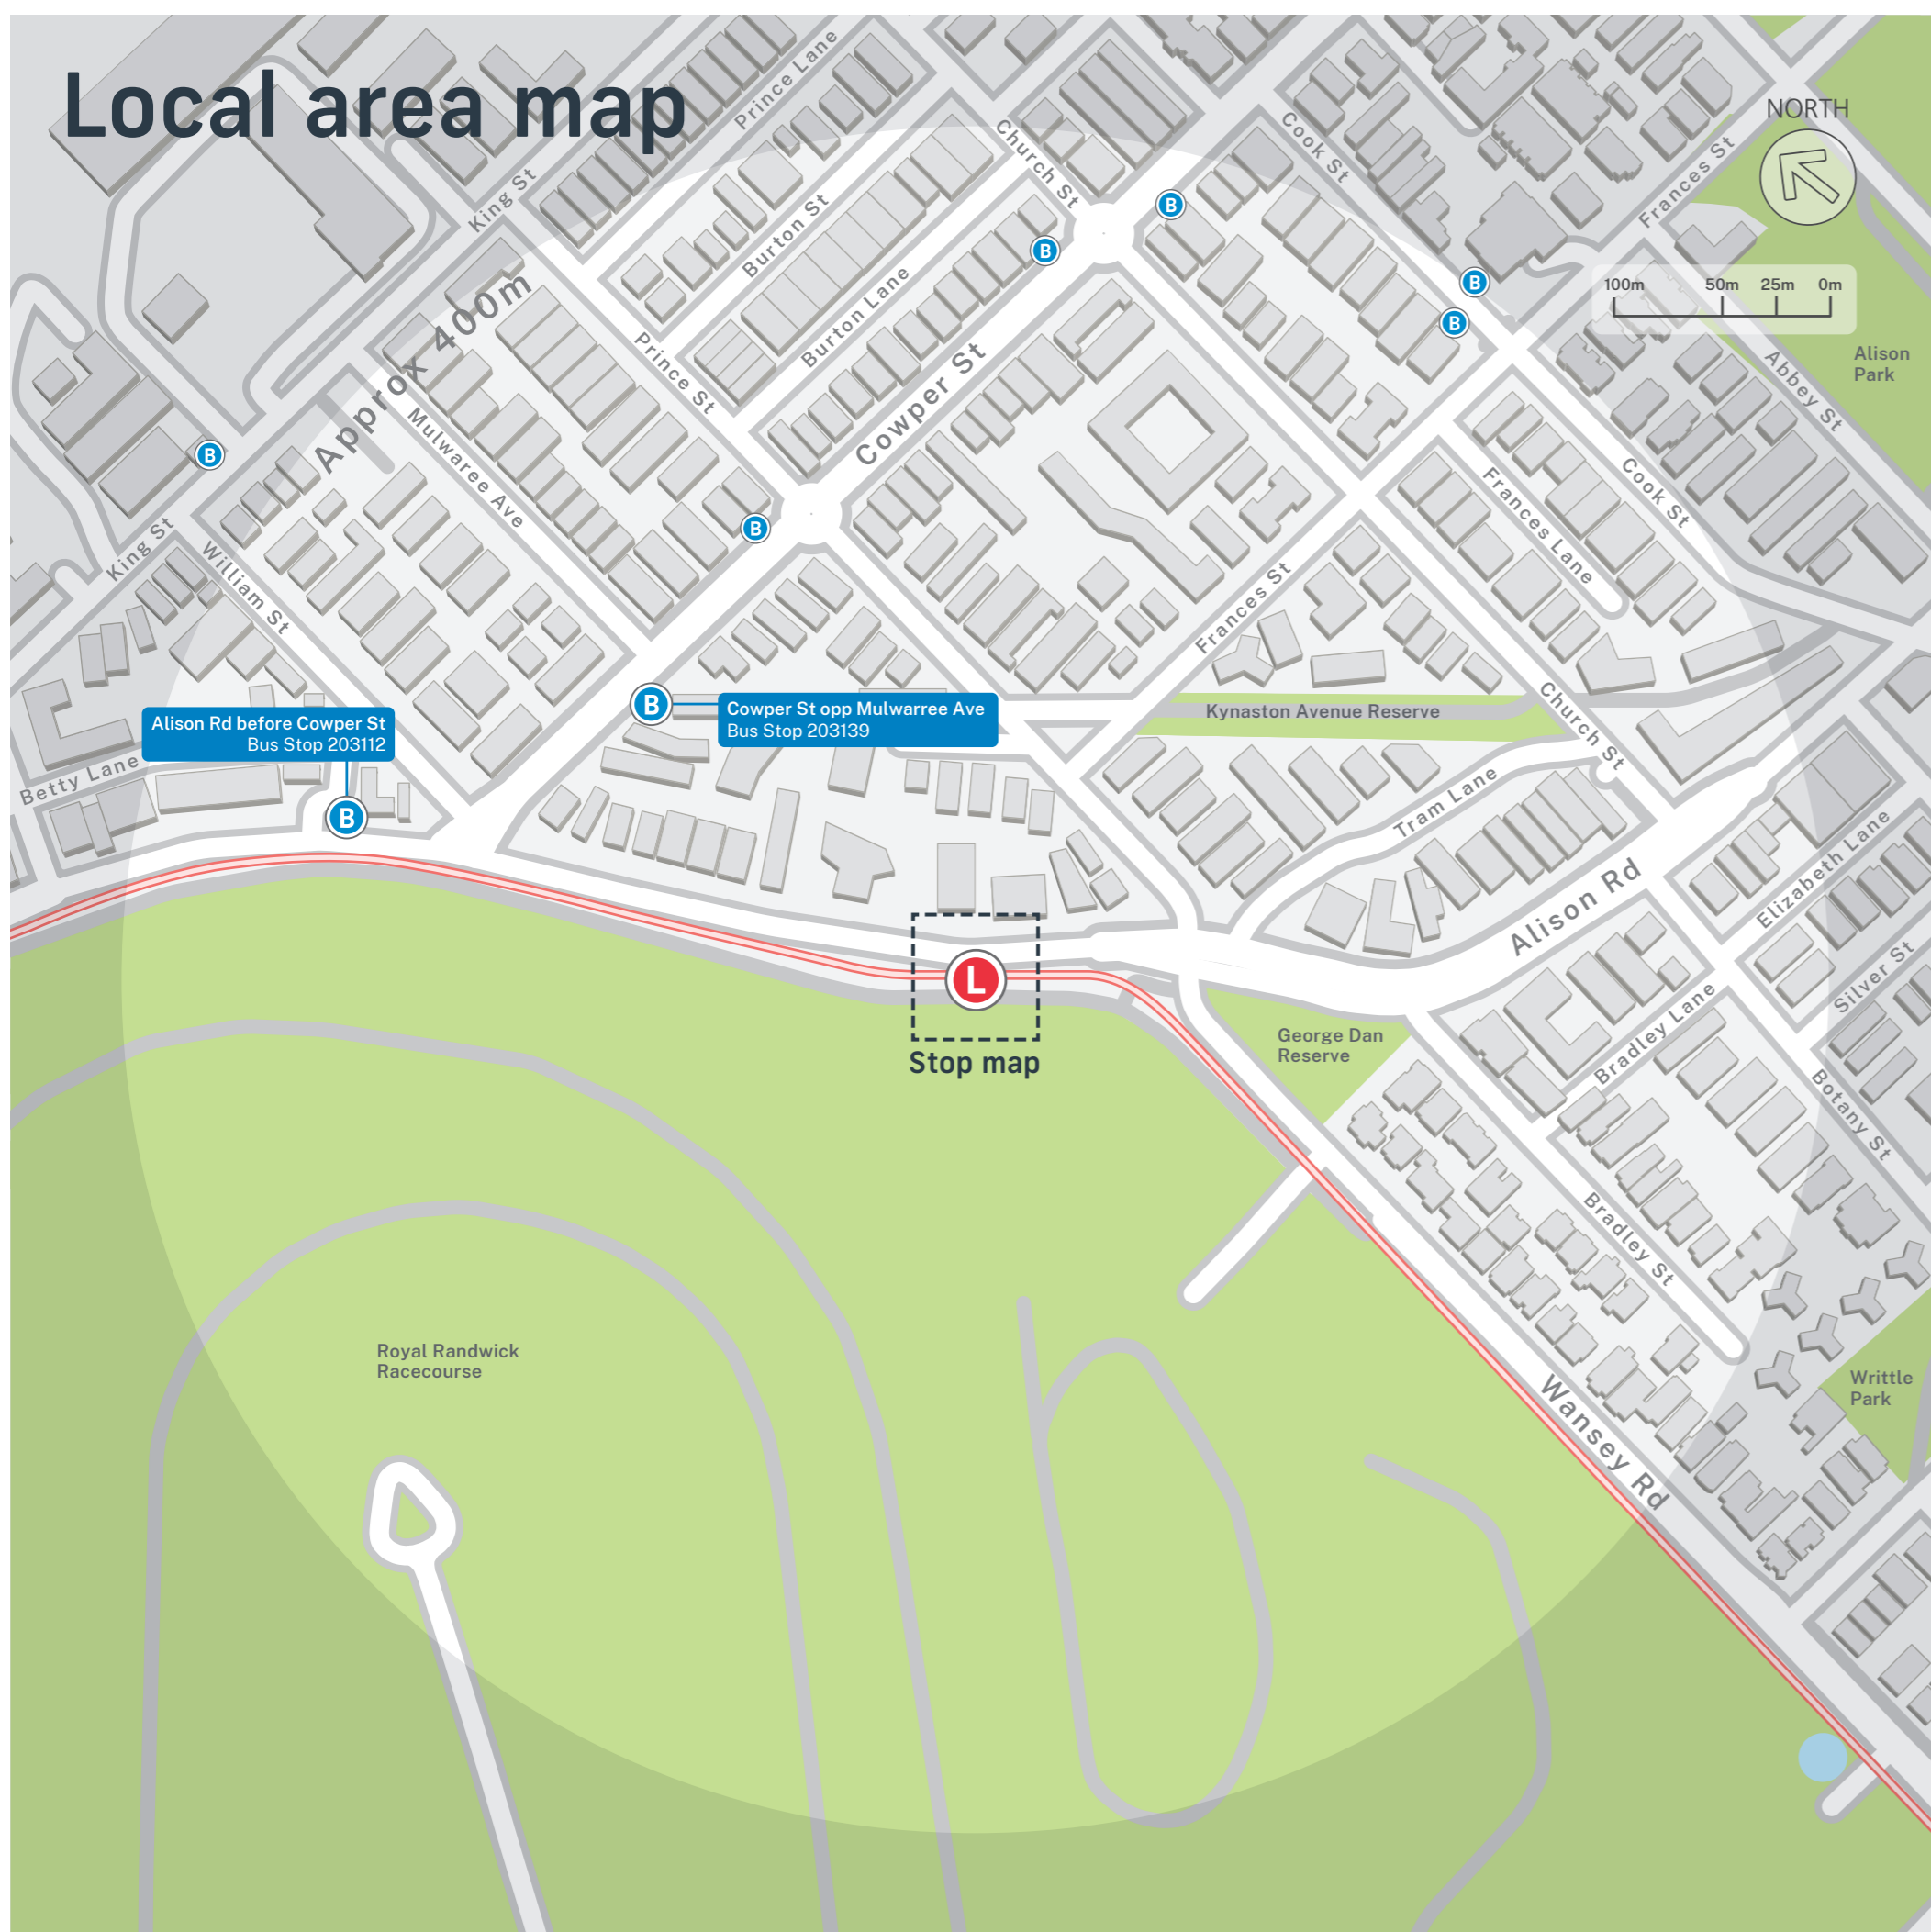 Local area map
NORTH
100m 50m 25m 0m
Prince Lane
King St
Church St
Cook St
Frances St
Burton St
Burton Lane
Approx 400m
Prince St
Cowper St
Mulwaree Ave
Alison
Park
Abbey St
B
B
B
B
B
B
Cook St
Frances Lane
King St
William St
Frances St
Alison Rd before Cowper St
Bus Stop 203112
B
B
Cowper St opp Mulwarree Ave
Bus Stop 203139
Kynaston Avenue Reserve
Church St
Betty Lane
Tram Lane
Elizabeth Lane
Alison Rd
Silver St
L
Stop map
George Dan
Reserve
Bradley Lane
Botany St
Bradley St
Royal Randwick
Racecourse
Writtle
Park
Wansey Rd